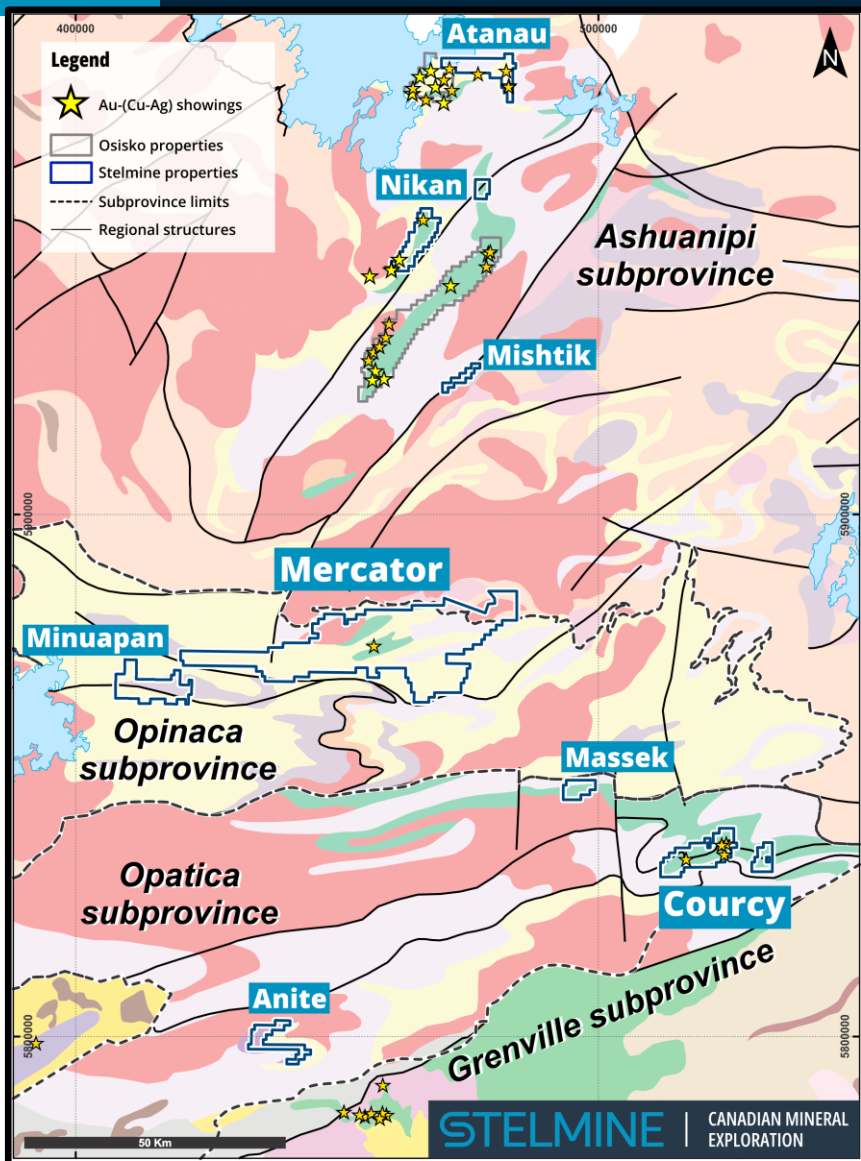 400000
500000
Atanau
N
Legend
Au-(Cu-Ag) showings
Osisko properties
Stelmine properties
Subprovince limits
Regional structures
Nikan
Ashuanipi
subprovince
Mishtik
5900000
5900000
Mercator
Minuapan
Opinaca
subprovince
Massek
Opatica
subprovince
Courcy
Anite
Grenville subprovince
5800000
5800000
50 Km
STELMINE
CANADIAN MINERAL
EXPLORATION